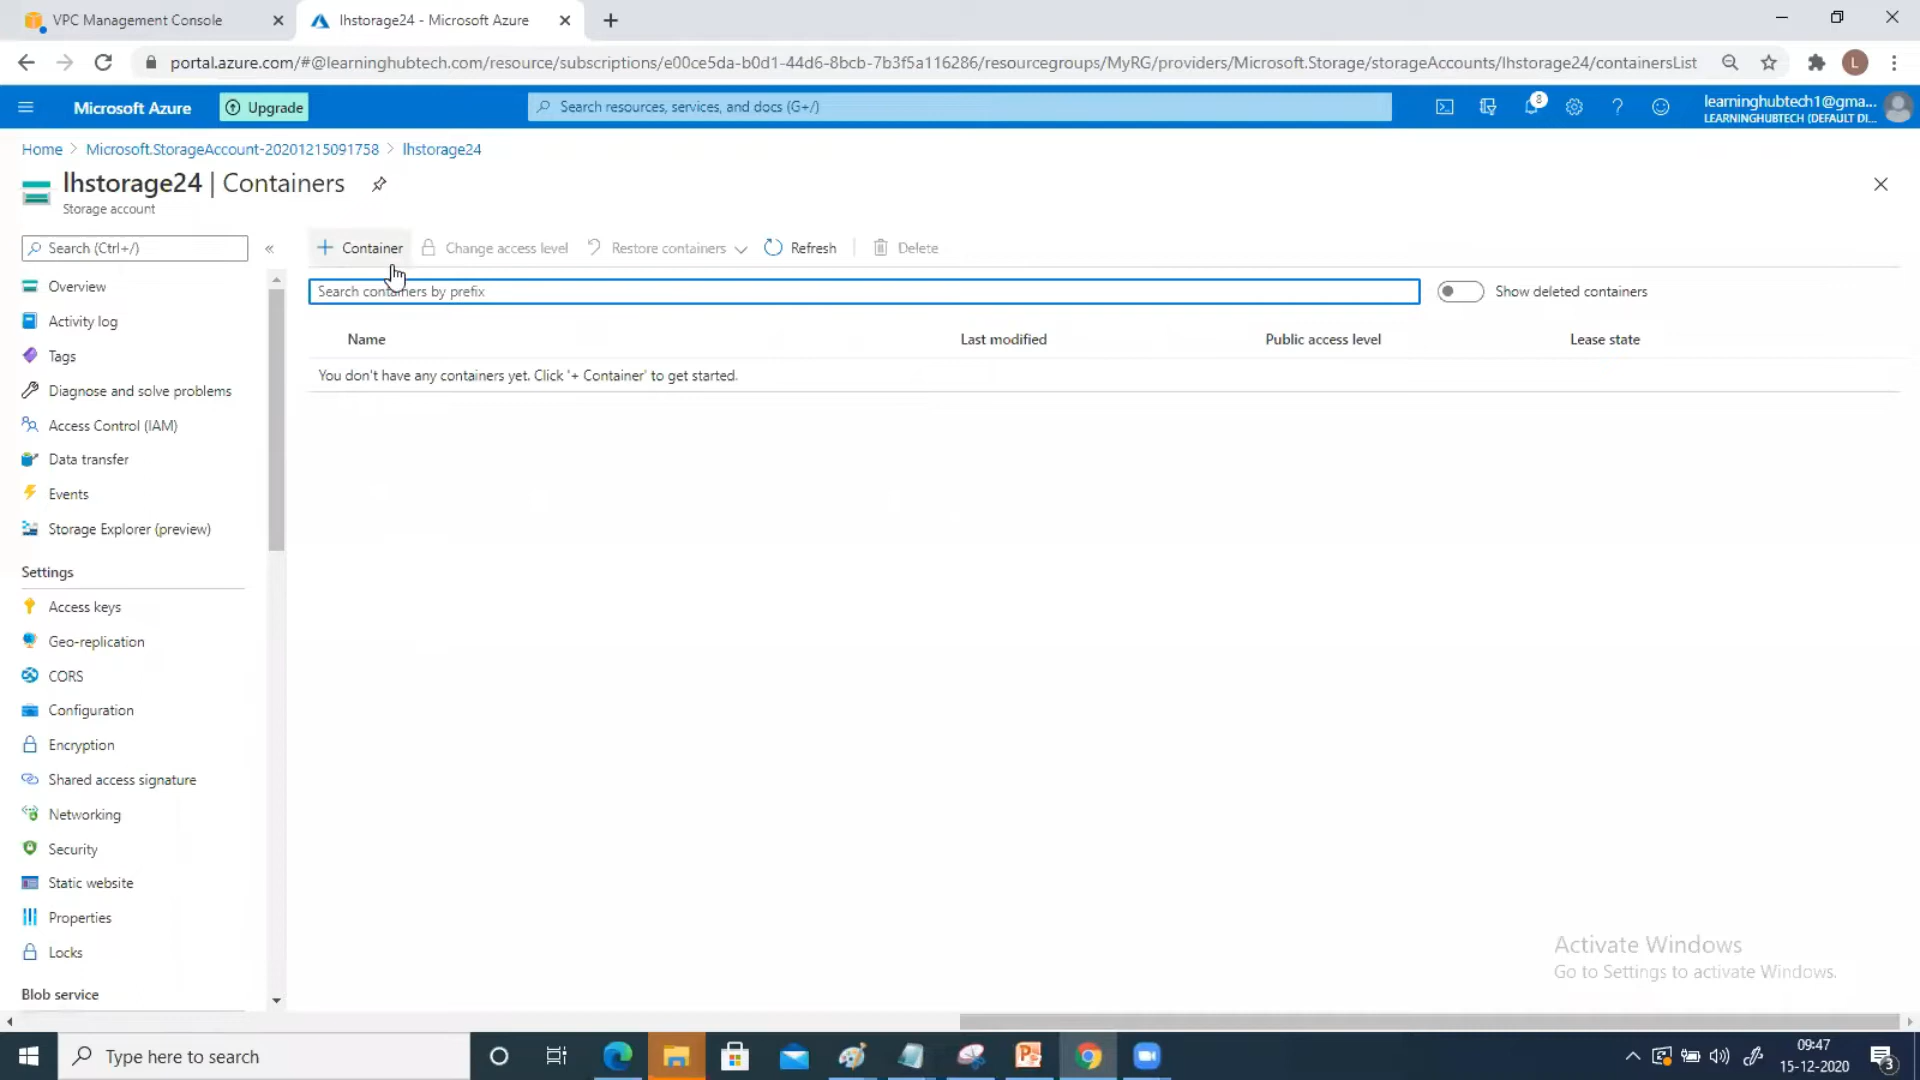 VPC Management Console
lhstorage24 - Microsoft Azure
portal.azure.com/#@learninghubtech.com/resource/subscriptions/e00ce5da-b0d1-44d6-8bcb-7b3f5a116286/resourcegroups/MyRG/providers/Microsoft.Storage/storageAccounts/lhstorage24/containersList
L
Microsoft Azure
Upgrade
Search resources, services, and docs (G+/)
8
learninghubtech1@gma...
LEARNINGHUBTECH (DEFAULT DI...
Home > Microsoft.StorageAccount-20201215091758 > lhstorage24
lhstorage24 | Containers
Storage account
Search (Ctrl+/)
«
+ Container
Change access level
Restore containers
Refresh
Delete
Search containers by prefix
Show deleted containers
Name
Last modified
Public access level
Lease state
You don't have any containers yet. Click '+ Container' to get started.
Overview
Activity log
Tags
Diagnose and solve problems
Access Control (IAM)
Data transfer
Events
Storage Explorer (preview)
Settings
Access keys
Geo-replication
CORS
Configuration
Encryption
Shared access signature
Networking
Security
Static website
Properties
Locks
Blob service
Activate Windows
Go to Settings to activate Windows.
Type here to search
09:47
15-12-2020
3